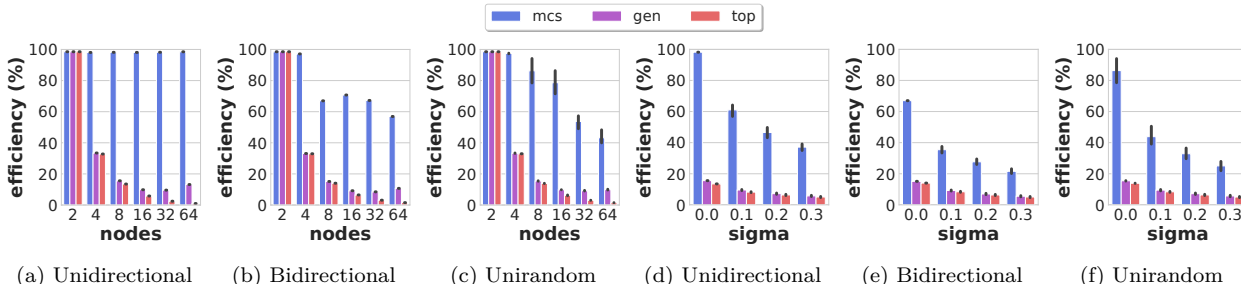 mcs gen top
efficiency (%)
100
80
60
40
20
0
2 4 8 16 32 64
nodes
(a) Unidirectional
efficiency (%)
100
80
60
40
20
0
2 4 8 16 32 64
nodes
(b) Bidirectional
efficiency (%)
100
80
60
40
20
0
2 4 8 16 32 64
nodes
(c) Unirandom
efficiency (%)
100
80
60
40
20
0
0.0 0.1 0.2 0.3
sigma
(d) Unidirectional
efficiency (%)
100
80
60
40
20
0
0.0 0.1 0.2 0.3
sigma
(e) Bidirectional
efficiency (%)
100
80
60
40
20
0
0.0 0.1 0.2 0.3
sigma
(f) Unirandom